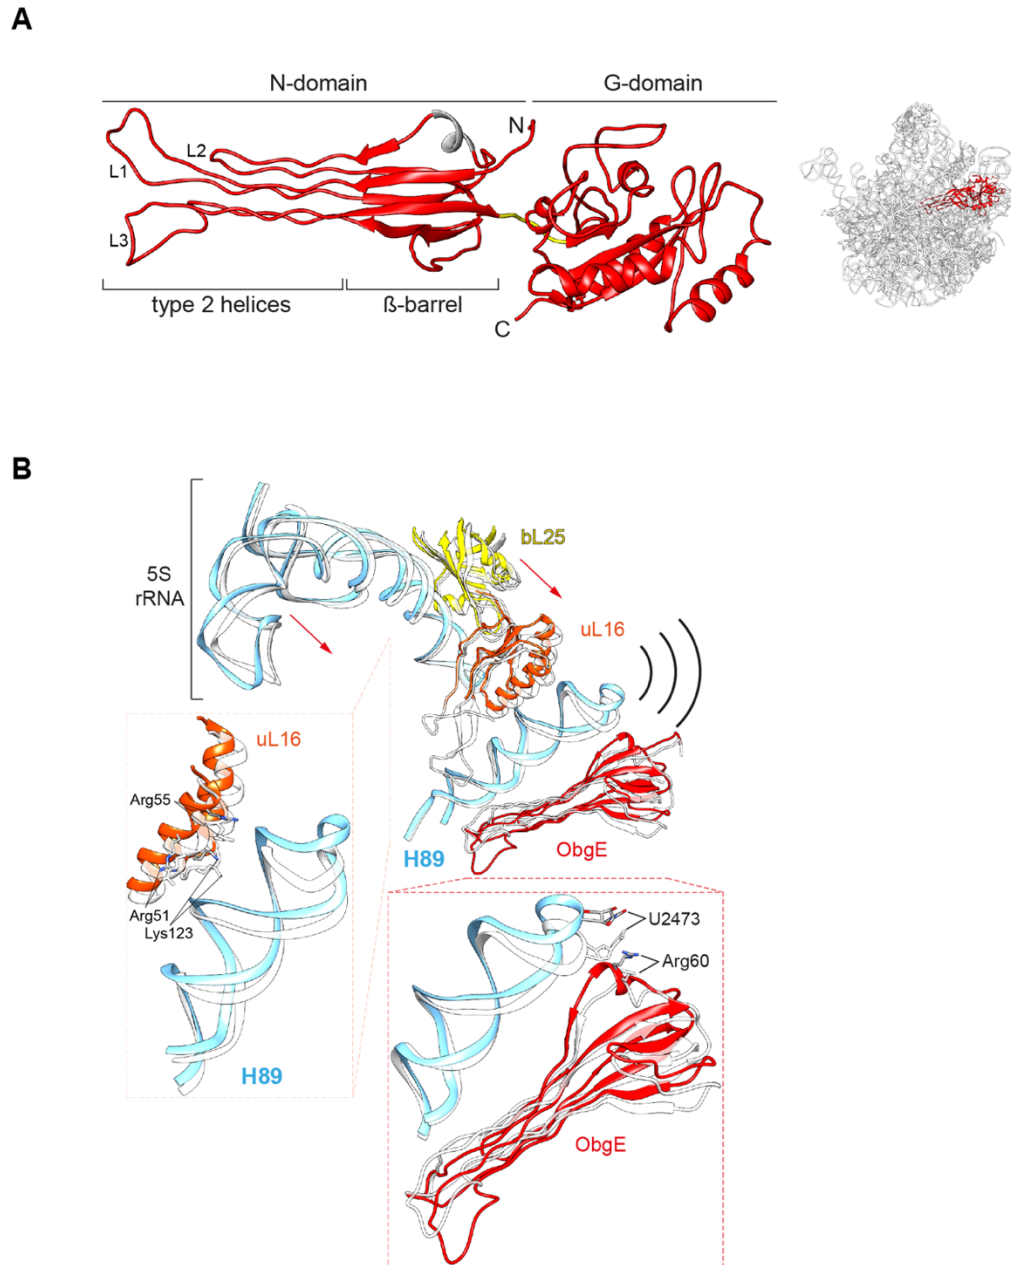 A
N-domain
G-domain
N
L2
L1
L3
type 2 helices
ß-barrel
C
B
bL25
5S
rRNA
uL16
uL16
Arg55
Arg51
Lys123
H89
ObgE
U2473
Arg60
H89
ObgE